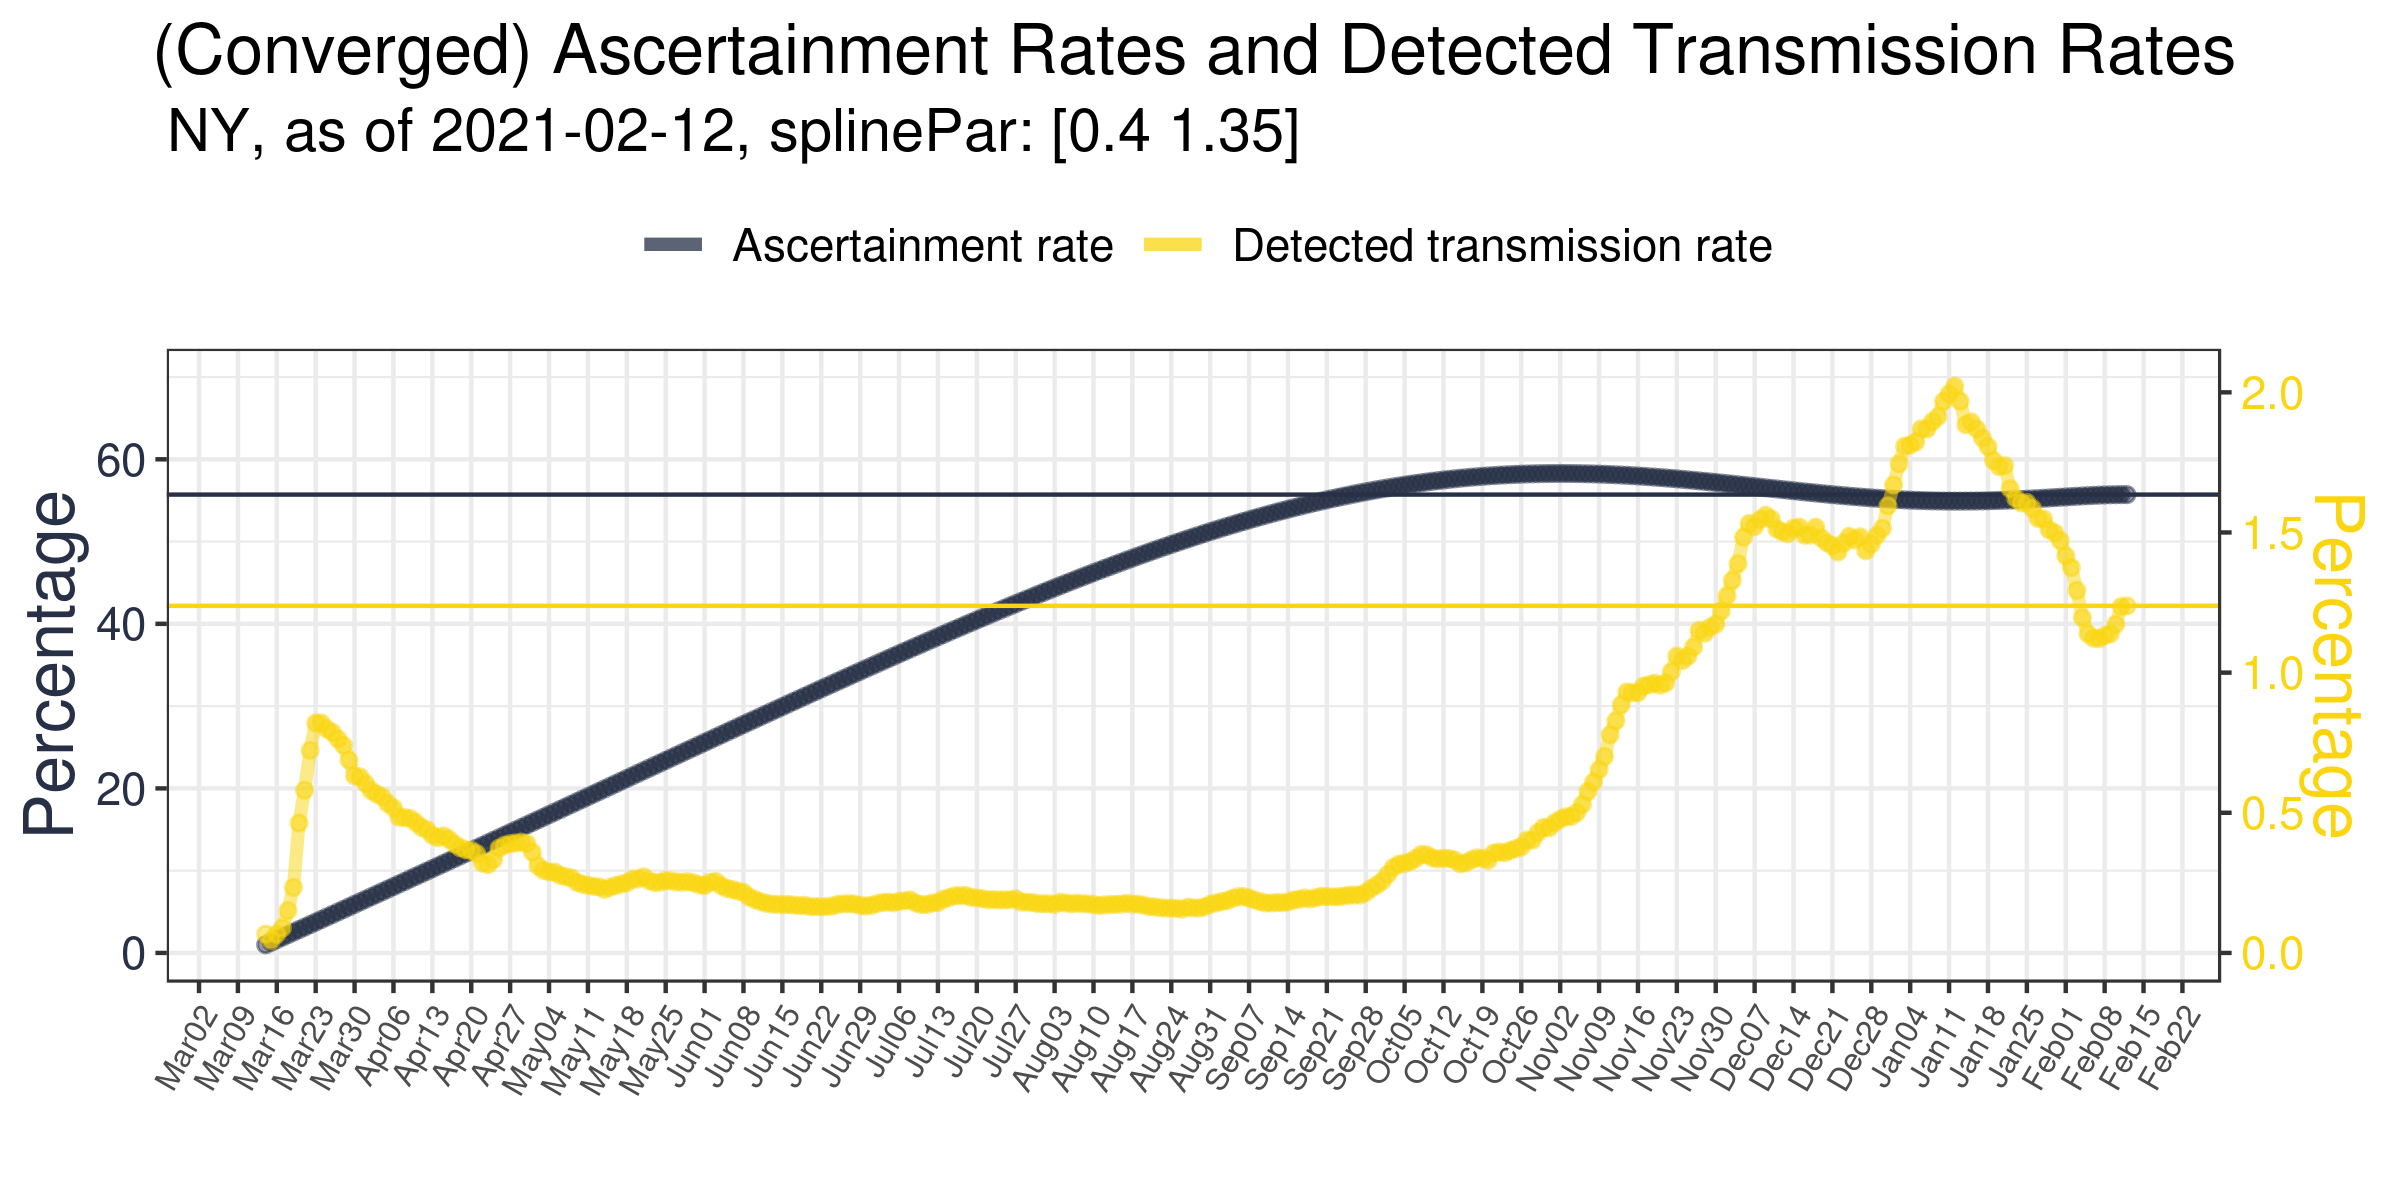 (Converged) Ascertainment Rates and Detected Transmission Rates
NY, as of 2021-02-12, splinePar: [0.4 1.35]
Ascertainment rate
Detected transmission rate
Percentage
60
40
20
0
2.0
1.5
1.0
0.5
0.0
Percentage
Mar02
Mar09
Mar16
Mar23
Mar30
Apr06
Apr13
Apr20
Apr27
May04
May11
May18
May25
Jun01
Jun08
Jun15
Jun22
Jun29
Jul06
Jul13
Jul20
Jul27
Aug03
Aug10
Aug17
Aug24
Aug31
Sep07
Sep14
Sep21
Sep28
Oct05
Oct12
Oct19
Oct26
Nov02
Nov09
Nov16
Nov23
Nov30
Dec07
Dec14
Dec21
Dec28
Jan04
Jan11
Jan18
Jan25
Feb01
Feb08
Feb15
Feb22